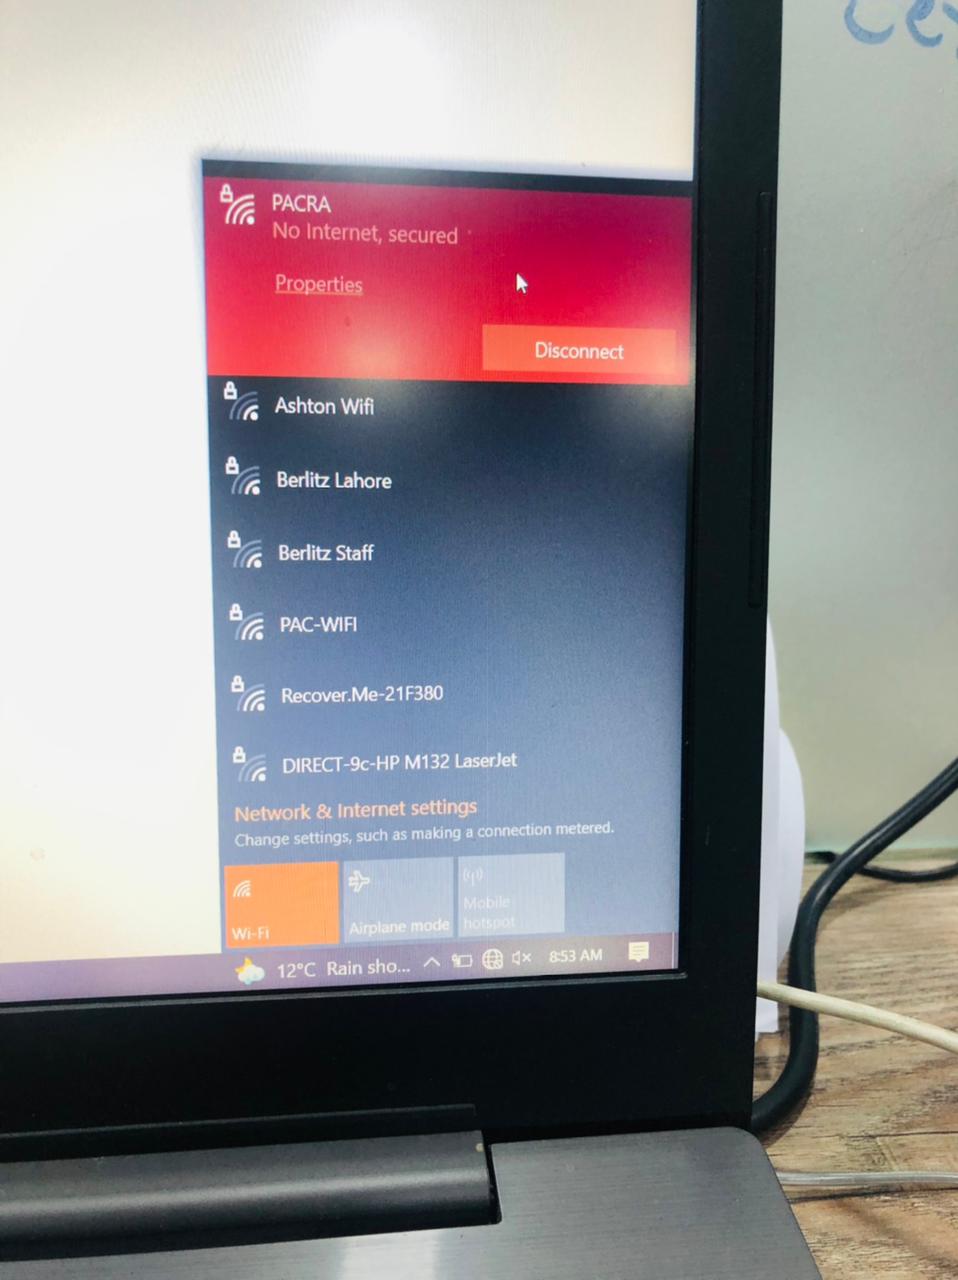 PACRA
No Internet, secured
Properties
Disconnect
Ashton Wifi
Berlitz Lahore
Berlitz Staff
PAC-WIFI
Recover.Me-21F380
DIRECT-9c-HP M132 LaserJet
Network & Internet settings
Change settings, such as making a connection metered.
Wi-Fi
Airplane mode
Mobile
hotspot
12°C Rain sho... 8:53 AM